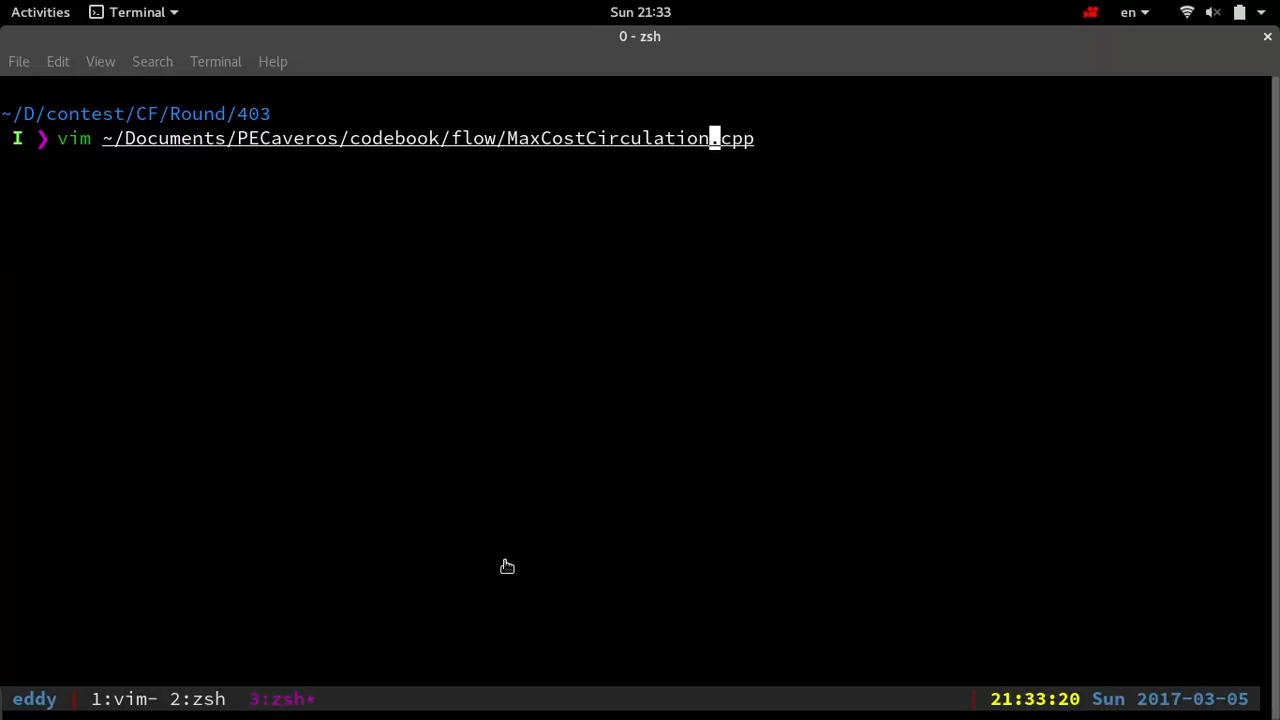 Activities Terminal Sun 21:33 en
0 - zsh
File Edit View Search Terminal Help
~/D/contest/CF/Round/403
I ❯ vim ~/Documents/PECaveros/codebook/flow/MaxCostCirculation.cpp
eddy 1:vim- 2:zsh 3:zsh* 21:33:20 Sun 2017-03-05